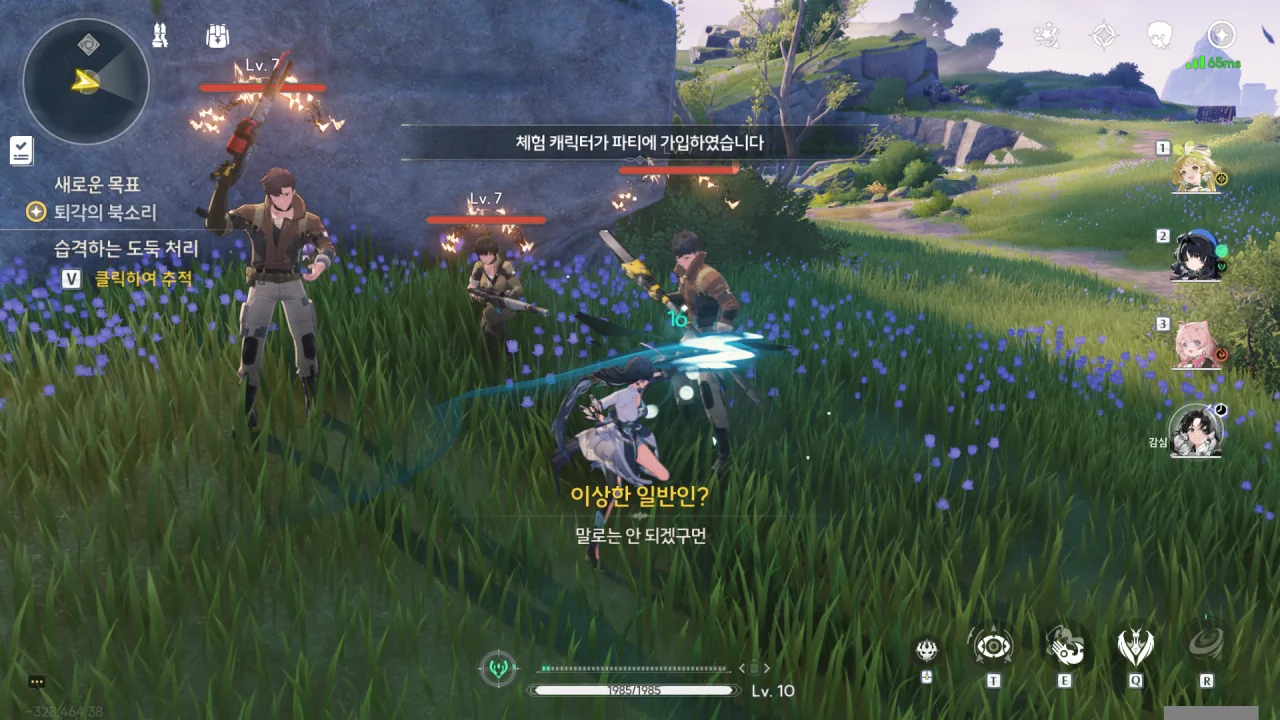 Lv. 7
65ms
체험 캐릭터가 파티에 가입하였습니다
1
새로운 목표
퇴각의 북소리
Lv. 7
2
습격하는 도둑 처리
V 클릭하여 추적
16
3
감심
이상한 일반인?
말로는 안 되겠구먼
T E Q R
1985/1985
Lv. 10
-328,464,38